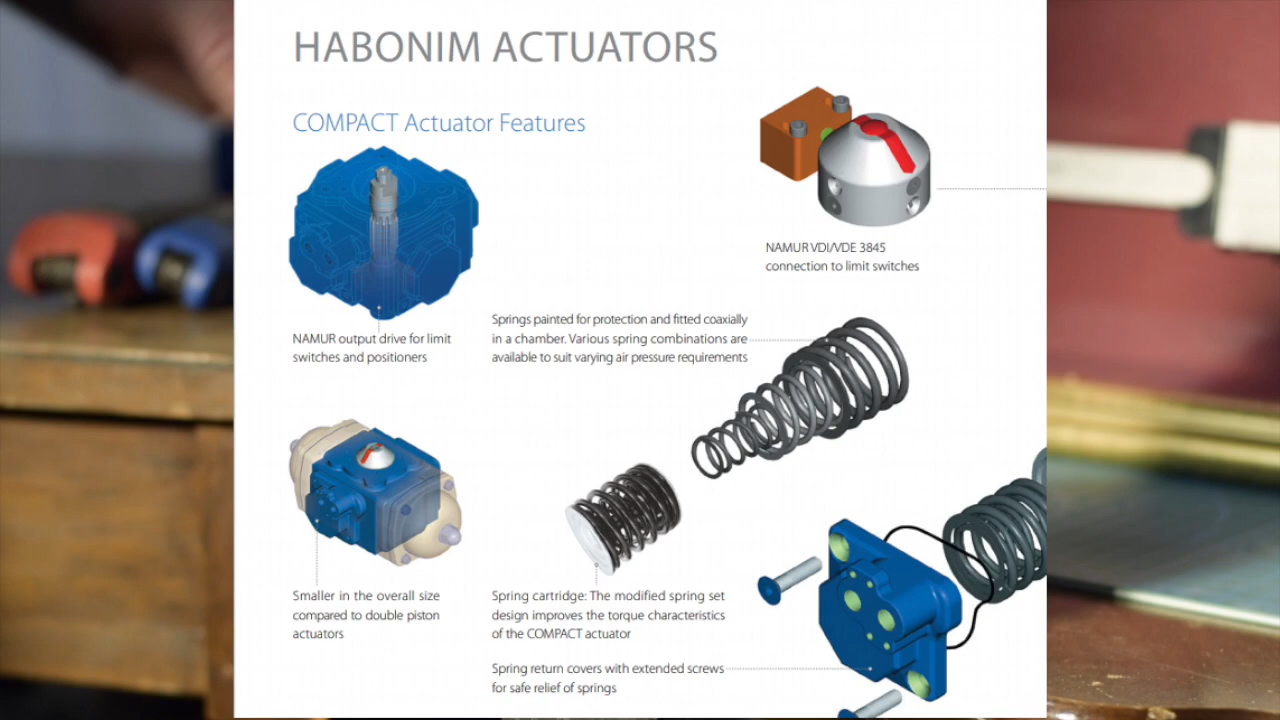 HABONIM ACTUATORS
COMPACT Actuator Features
NAMUR VDI/VDE 3845
connection to limit switches
NAMUR output drive for limit
switches and positioners
Springs painted for protection and fitted coaxially
in a chamber. Various spring combinations are
available to suit varying air pressure requirements
Smaller in the overall size
compared to double piston
actuators
Spring cartridge: The modified spring set
design improves the torque characteristics
of the COMPACT actuator
Spring return covers with extended screws
for safe relief of springs